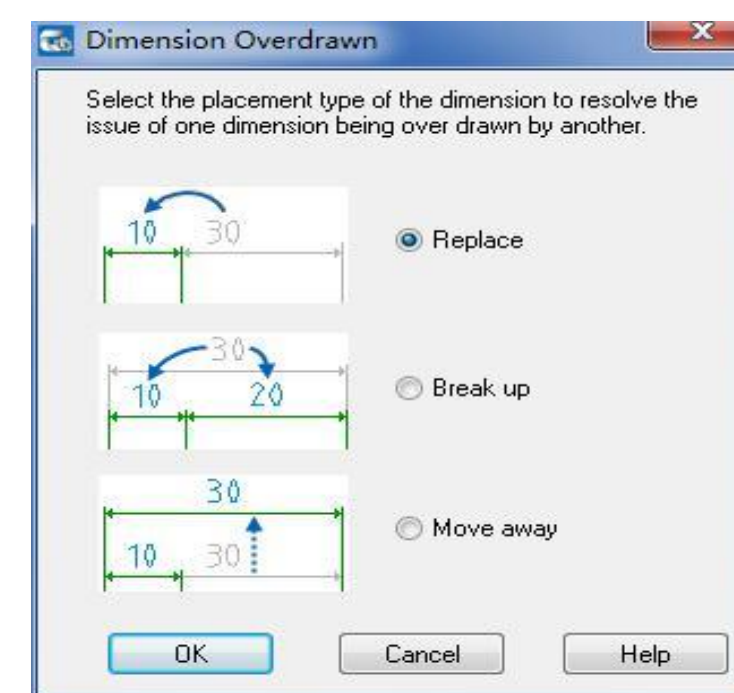 Dimension Overdrawn
Select the placement type of the dimension to resolve the
issue of one dimension being over drawn by another.
10 30
Replace
30
10 20
Break up
30
10 30
Move away
OK Cancel Help